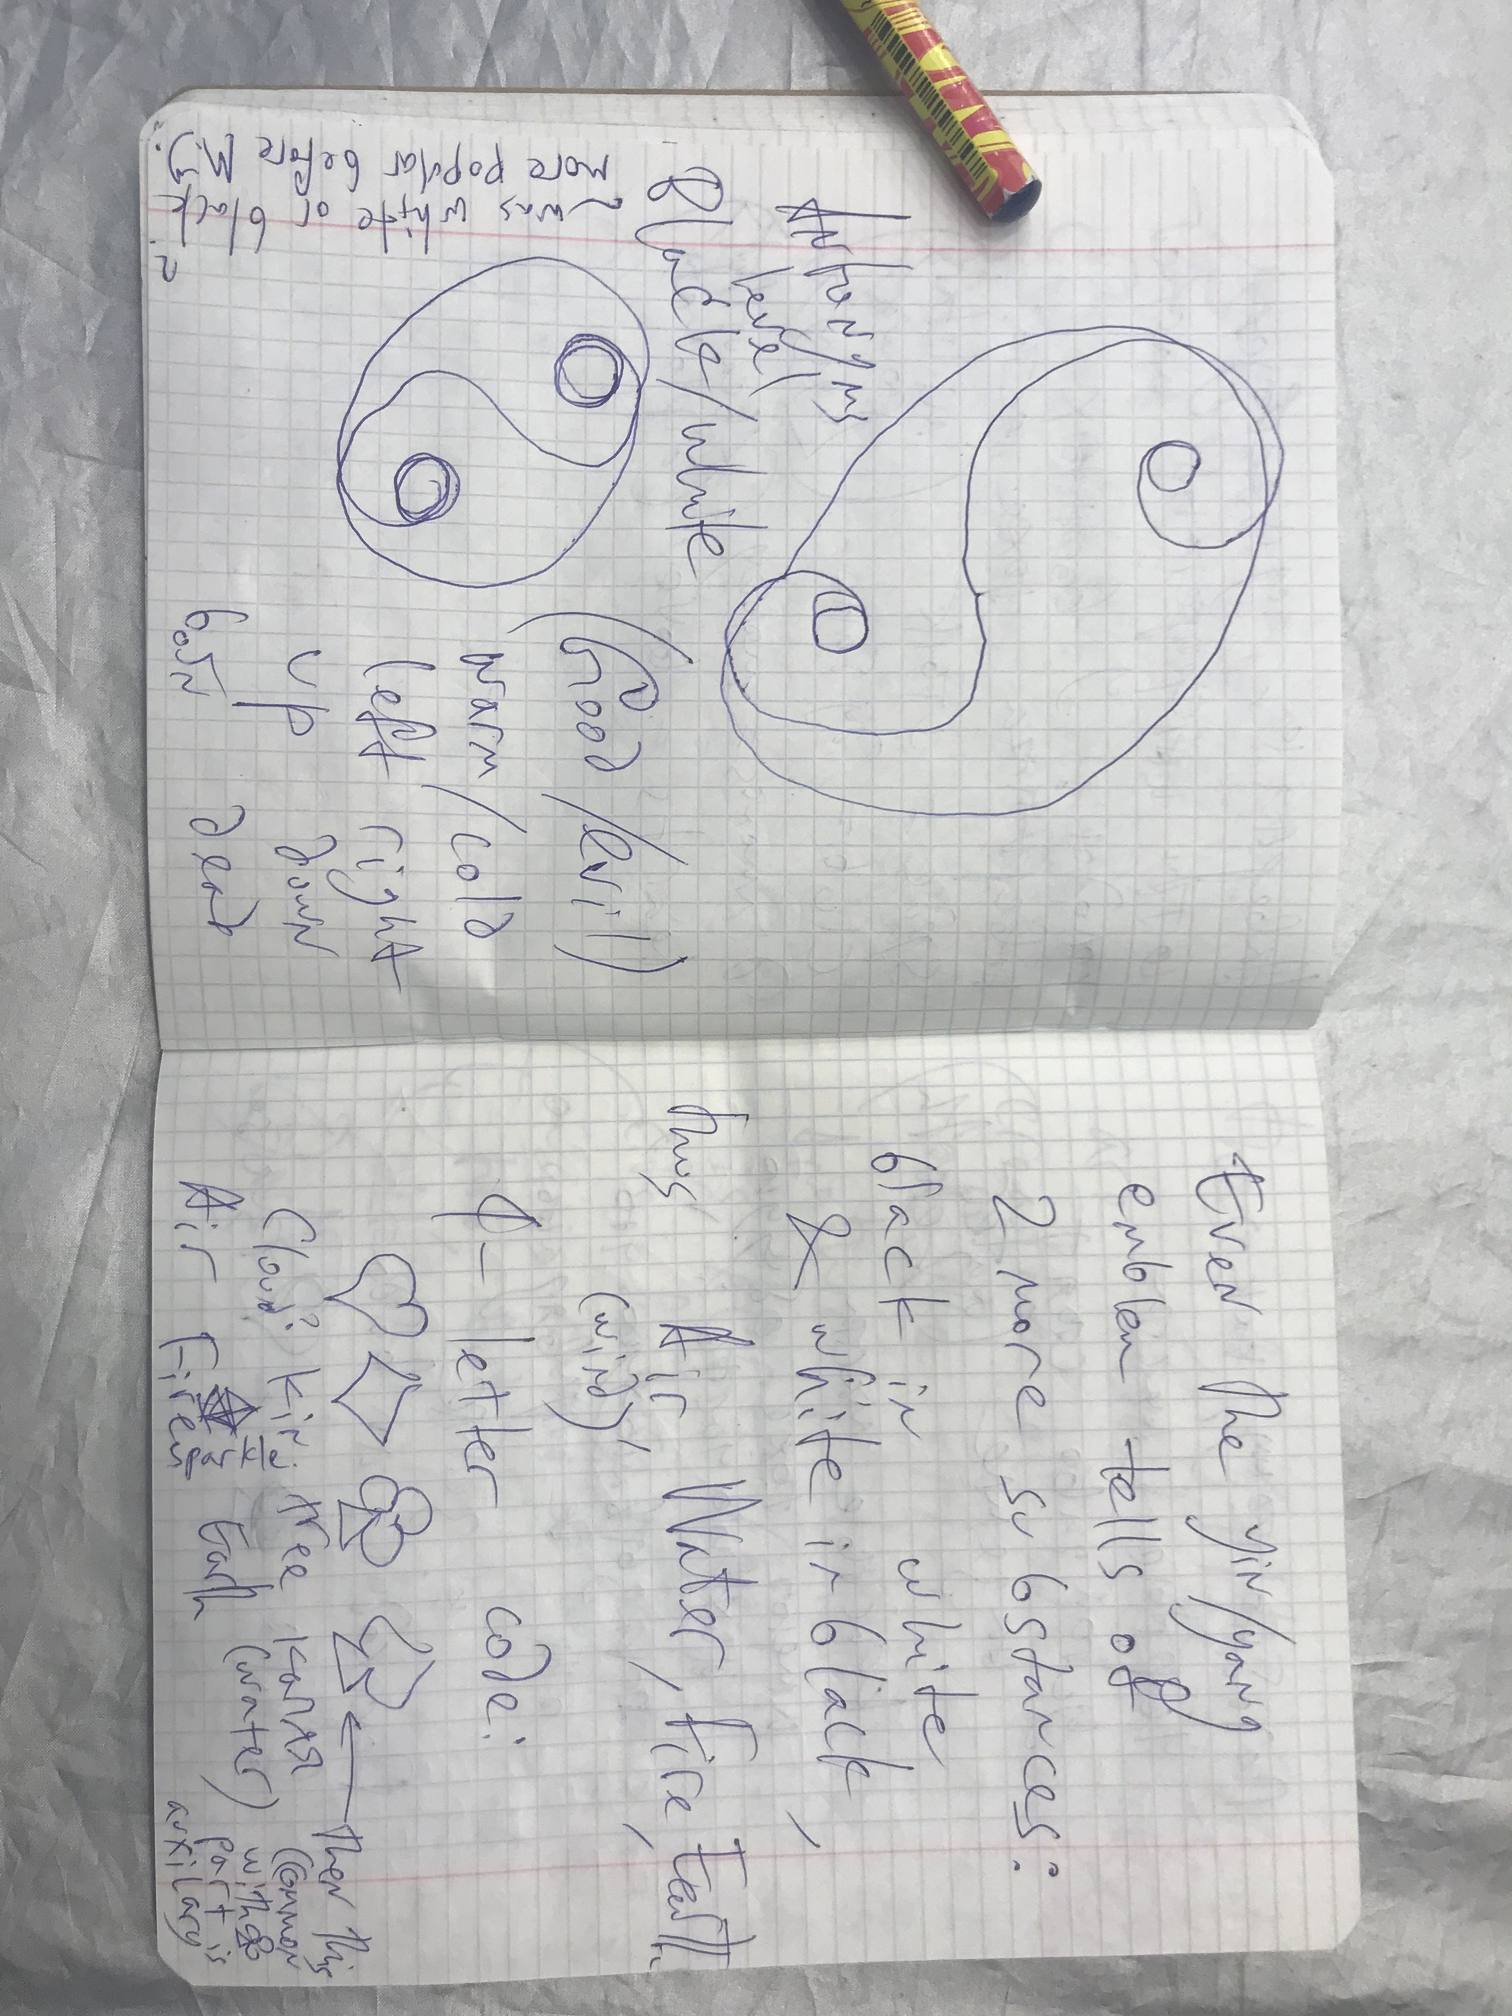 Antonyms
level
Black/white
(Good/evil)
warm/cold
left right
up down
born dead
? was white or black
more popular before
Even the yin/yang
emblem tells of
2 more substances:
black in white
& white in black,
thus Air, Water, Fire, Earth
(wind)
4-letter code:
then this
common
with
part is
auxilary
Cloud? kin tree капля
(water)
Air Fire Earth
sparkle.